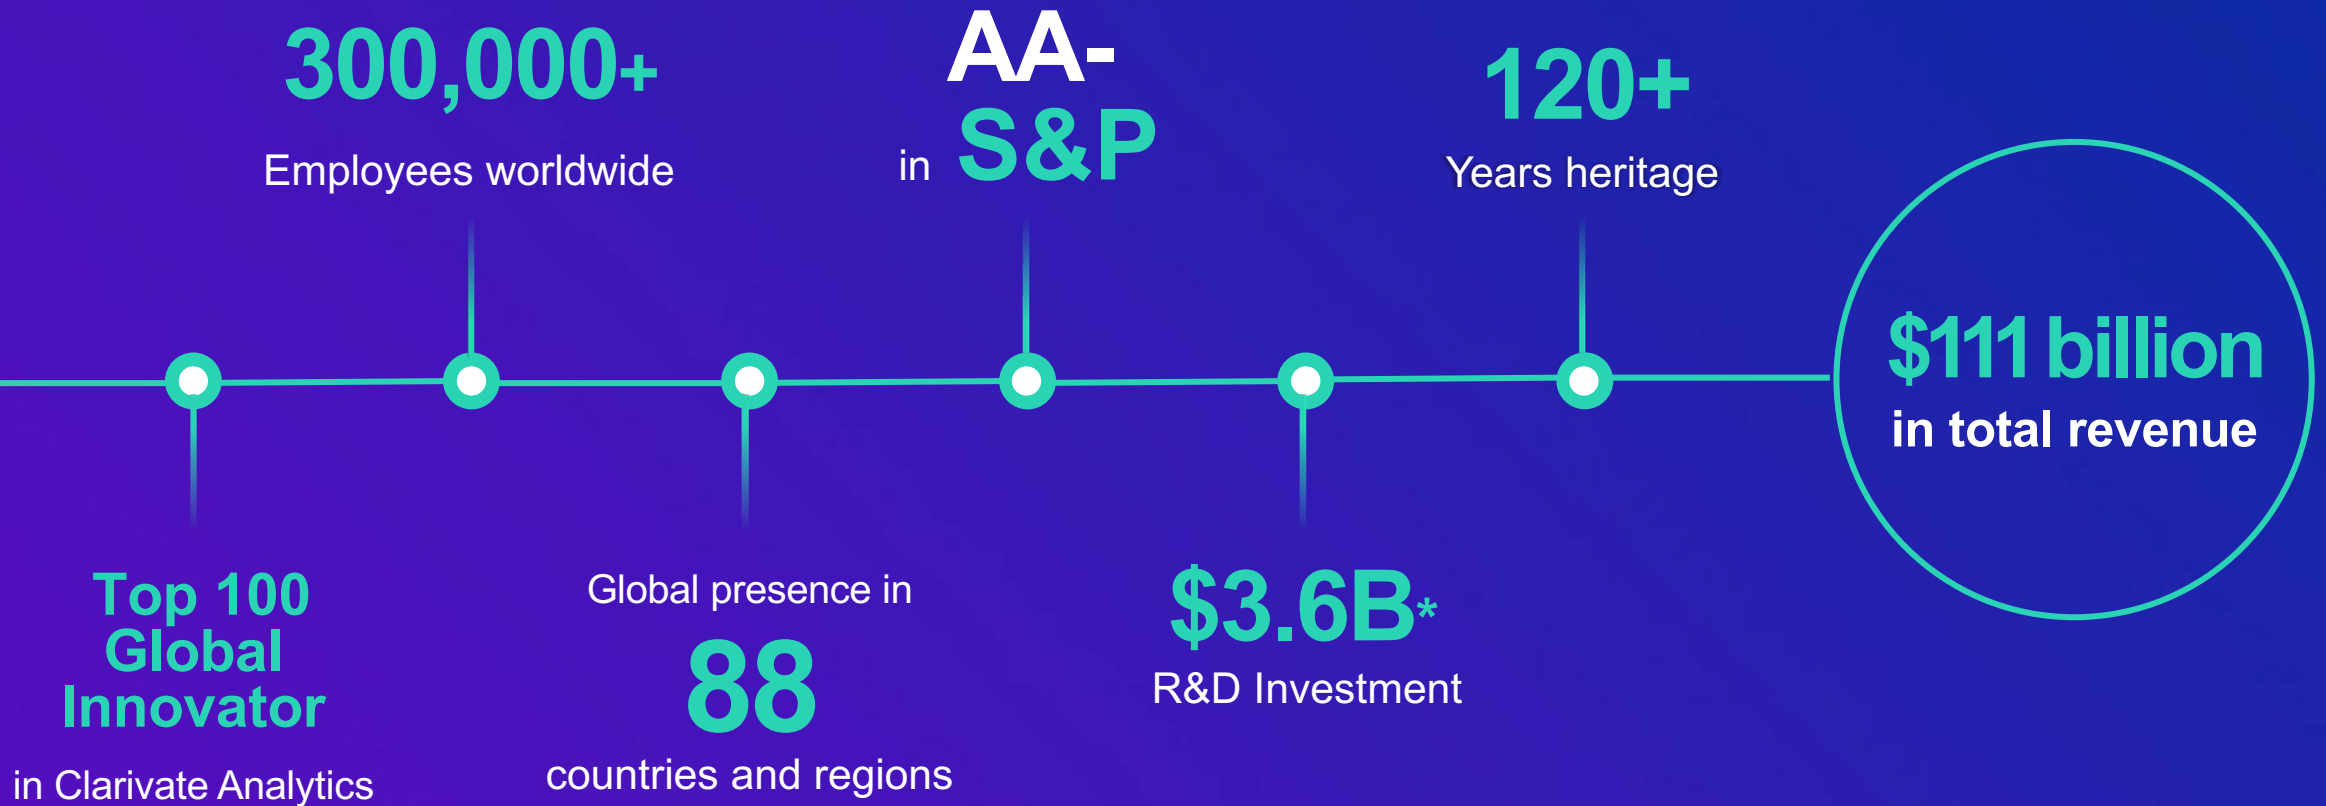 300,000+
Employees worldwide
AA-
in S&P
120+
Years heritage
$111 billion
in total revenue
Top 100
Global
Innovator
in Clarivate Analytics
Global presence in
88
countries and regions
$3.6B*
R&D Investment